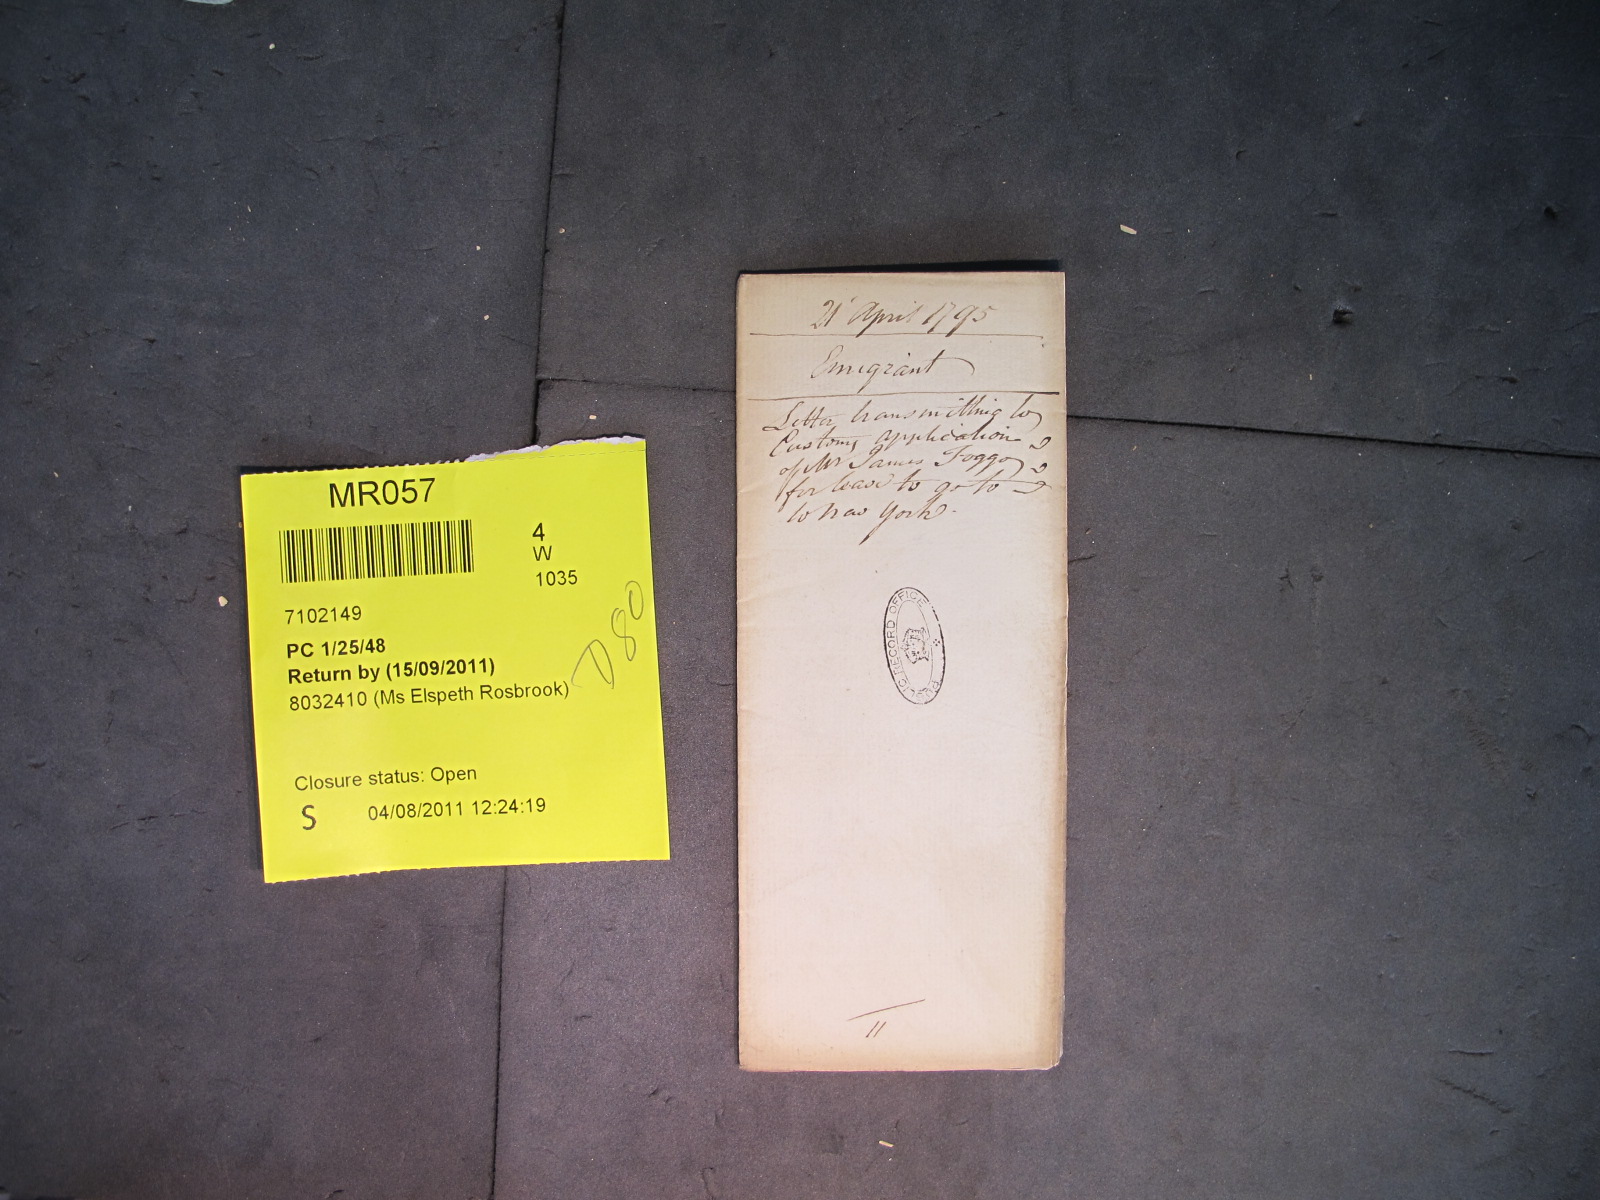 MR057
4
W
1035
7102149
PC 1/25/48
Return by (15/09/2011)
8032410 (Ms Elspeth Rosbrook)
D80
Closure status: Open
S 04/08/2011 12:24:19
21st April 1795
Emigrant
Letter transmitting to
Customs application
of Mr James Foggo
for leave to go to
to New York.
PUBLIC RECORD OFFICE
11